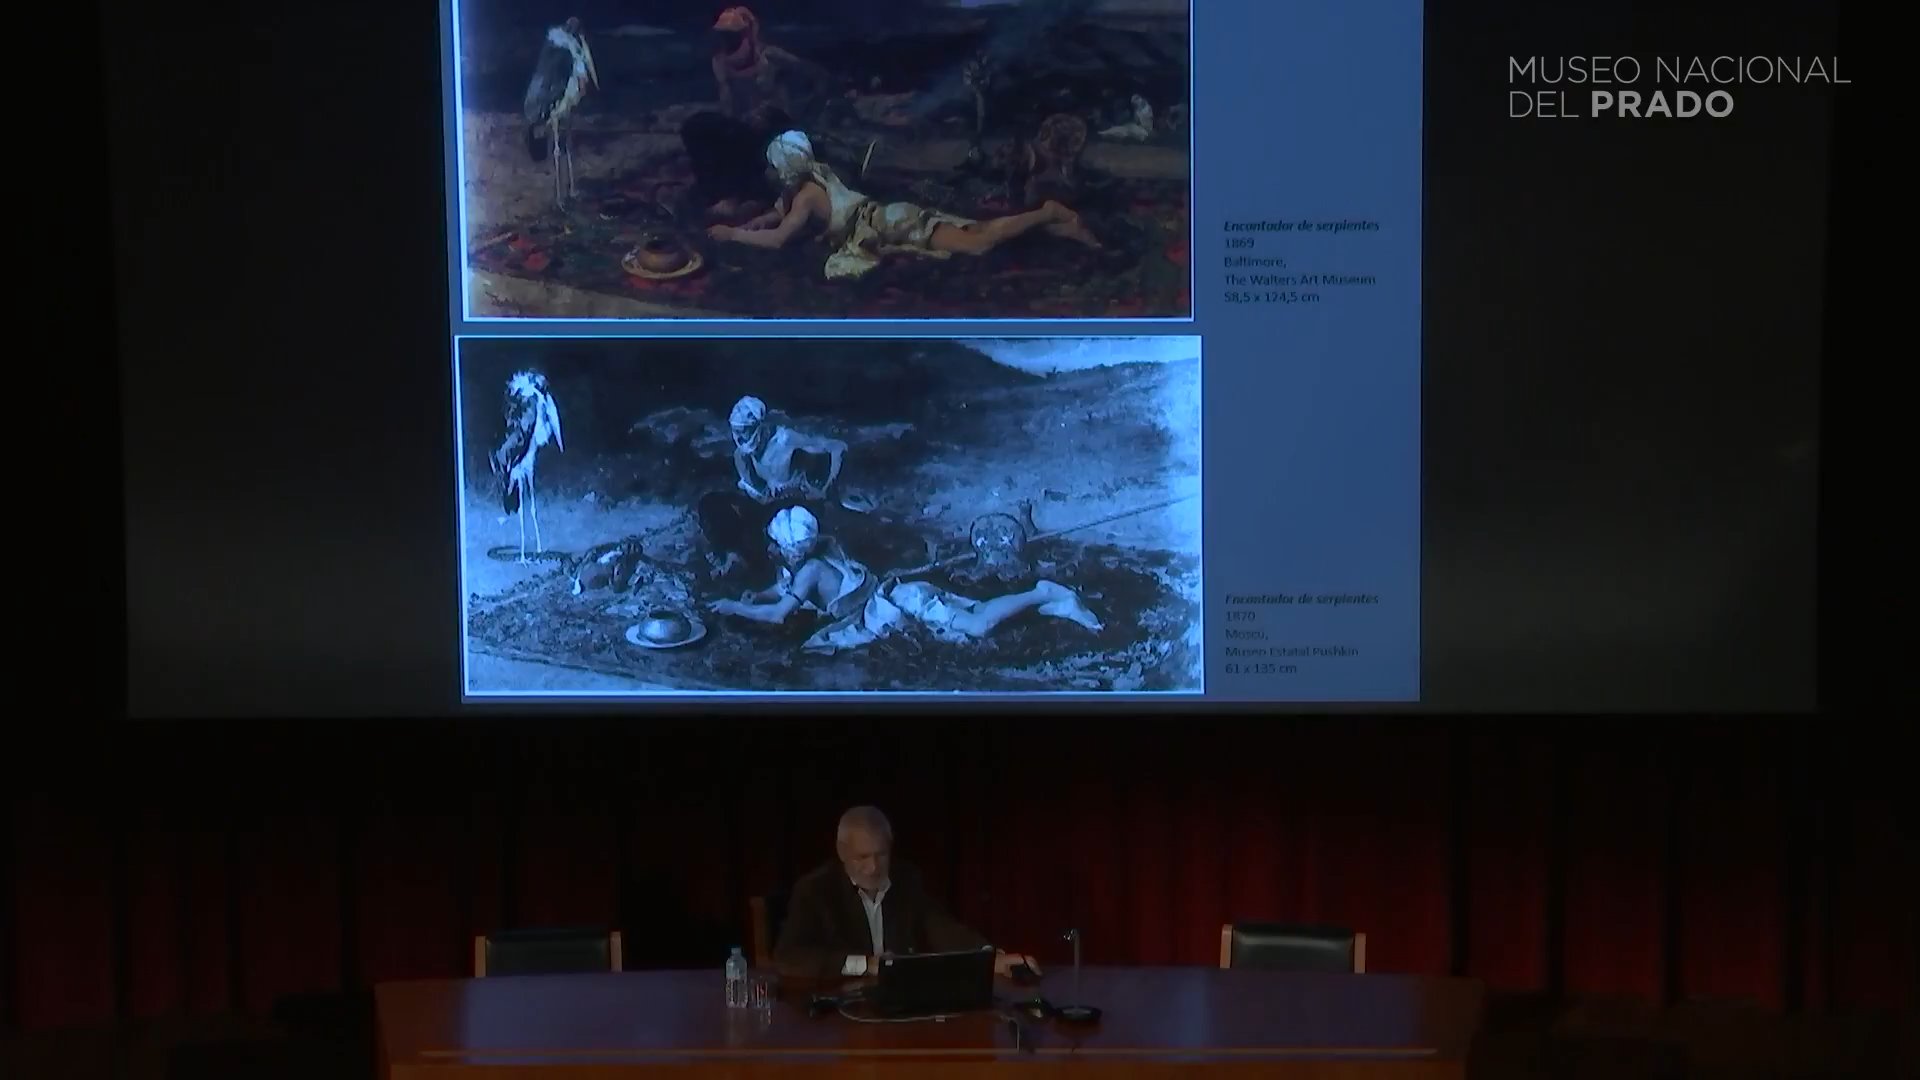 MUSEO NACIONAL
DEL PRADO
Encantador de serpientes
1869
Baltimore,
The Walters Art Museum
58,5 x 124,5 cm
Encantador de serpientes
1870
Moscú,
Museo Estatal Pushkin
61 x 135 cm